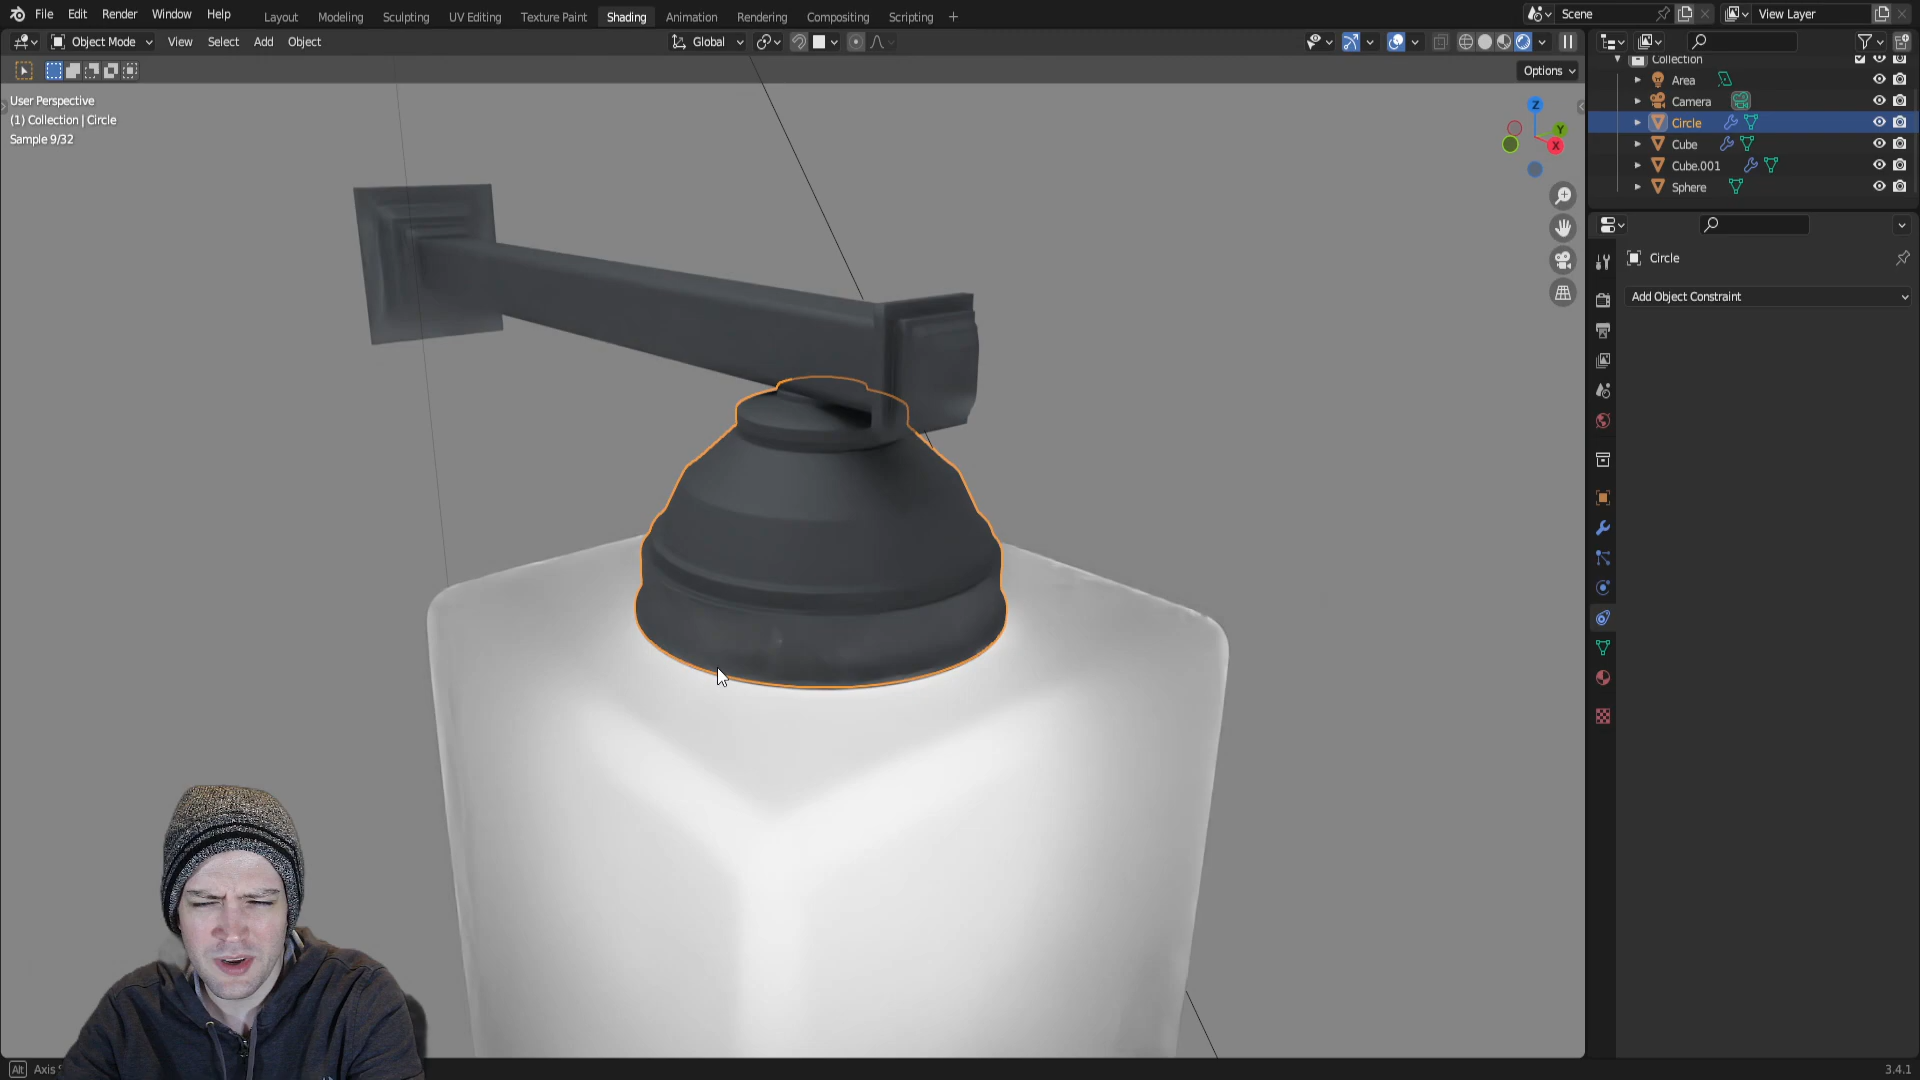 File Edit Render Window Help
Layout Modeling Sculpting UV Editing Texture Paint Shading Animation Rendering Compositing Scripting +
Scene
View Layer
Object Mode View Select Add Object
Global
Options
User Perspective
(1) Collection | Circle
Sample 9/32
Z
Y
X
Collection
Area
Camera
Circle
Cube
Cube.001
Sphere
Circle
Add Object Constraint
Alt Axis
3.4.1